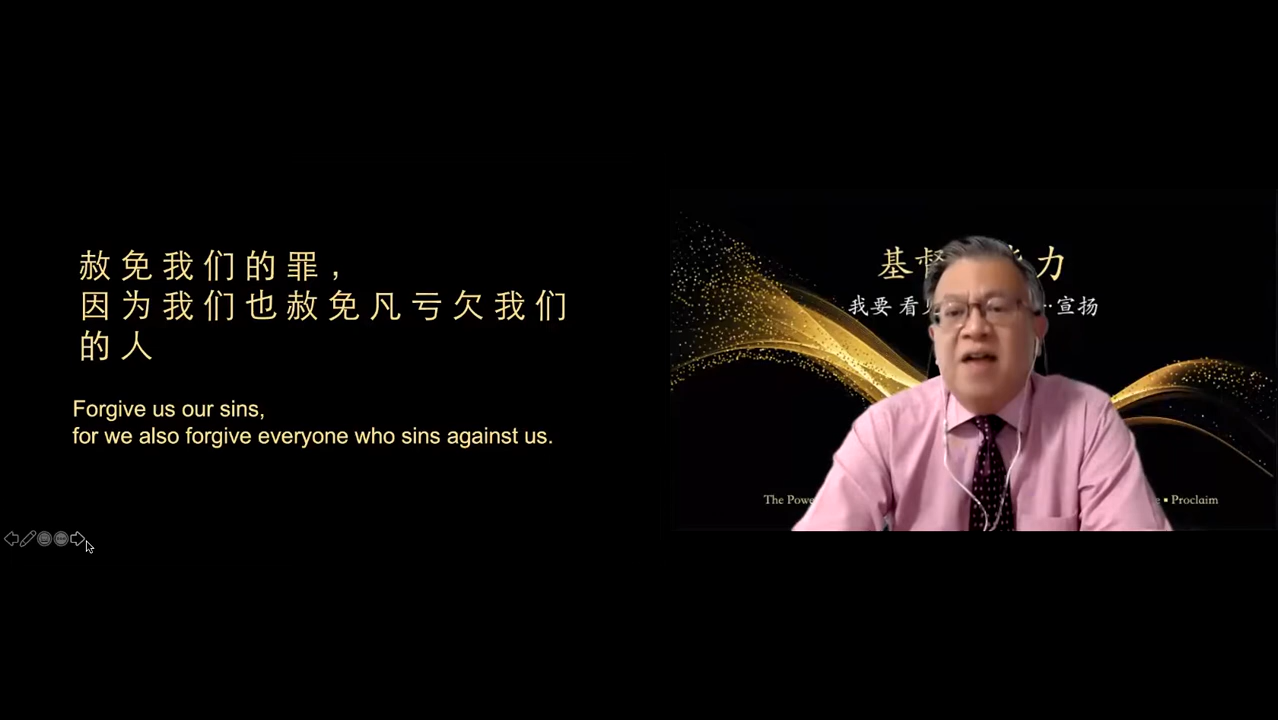 赦免我们的罪，
因为我们也赦免凡亏欠我们
的人
Forgive us our sins,
for we also forgive everyone who sins against us.
基督 力
我要 看 宣扬
The ▪ Proclaim